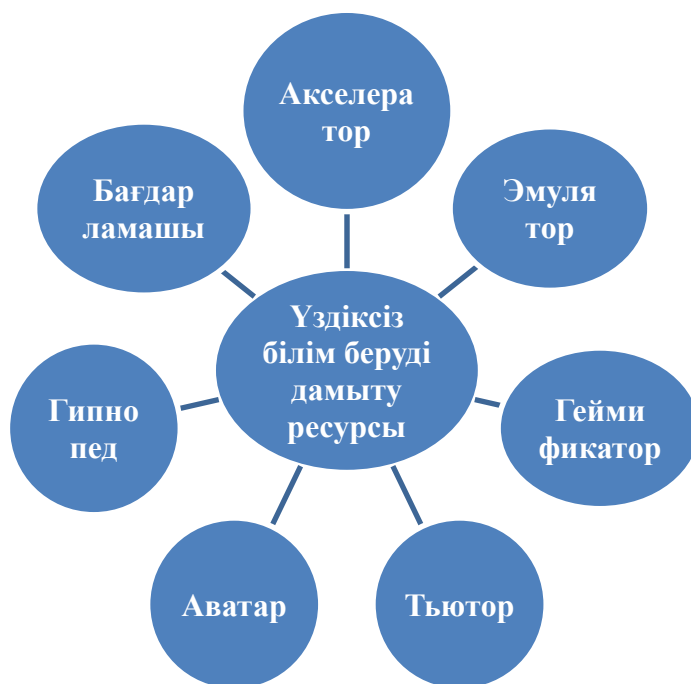 Акселера
тор
Эмуля
тор
Гейми
фикатор
Тьютор
Аватар
Гипно
пед
Бағдар
ламашы
Үздіксіз
білім беруді
дамыту
ресурсы